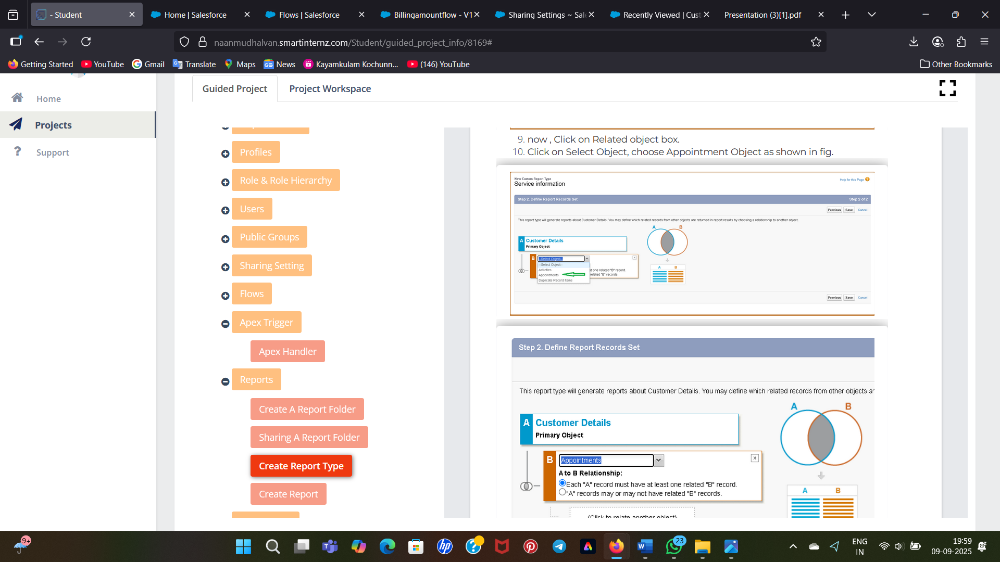 - Student
Home | Salesforce
Flows | Salesforce
Billingamountflow - V1
Sharing Settings ~ Sale
Recently Viewed | Cust
Presentation (3)[1].pdf
naanmudhalvan.smartinternz.com/Student/guided_project_info/8169#
Getting Started
YouTube
Gmail
Translate
Maps
News
Kayamkulam Kochunn...
(146) YouTube
Other Bookmarks
Home
Projects
Support
Guided Project
Project Workspace
Profiles
Role & Role Hierarchy
Users
Public Groups
Sharing Setting
Flows
Apex Trigger
Apex Handler
Reports
Create A Report Folder
Sharing A Report Folder
Create Report Type
Create Report
9. now , Click on Related object box.
10. Click on Select Object, choose Appointment Object as shown in fig.
New Custom Report Type
Service information
Help for this Page
Step 2. Define Report Records Set
Step 2 of 2
Previous Save Cancel
This report type will generate reports about Customer Details. You may define which related records from other objects are returned in report results by choosing a relationship to another object.
A Customer Details
Primary Object
A B
B --Select Object--
--Select Object--
Activities
Appointments
Duplicate Record Items
st one related "B" record.
related "B" records.
A B
Previous Save Cancel
Step 2. Define Report Records Set
This report type will generate reports about Customer Details. You may define which related records from other objects ar
A Customer Details
Primary Object
A B
B Appointments
A to B Relationship:
Each "A" record must have at least one related "B" record.
"A" records may or may not have related "B" records.
(Click to relate another object)
A B
9+
23
ENG
IN
19:59
09-09-2025